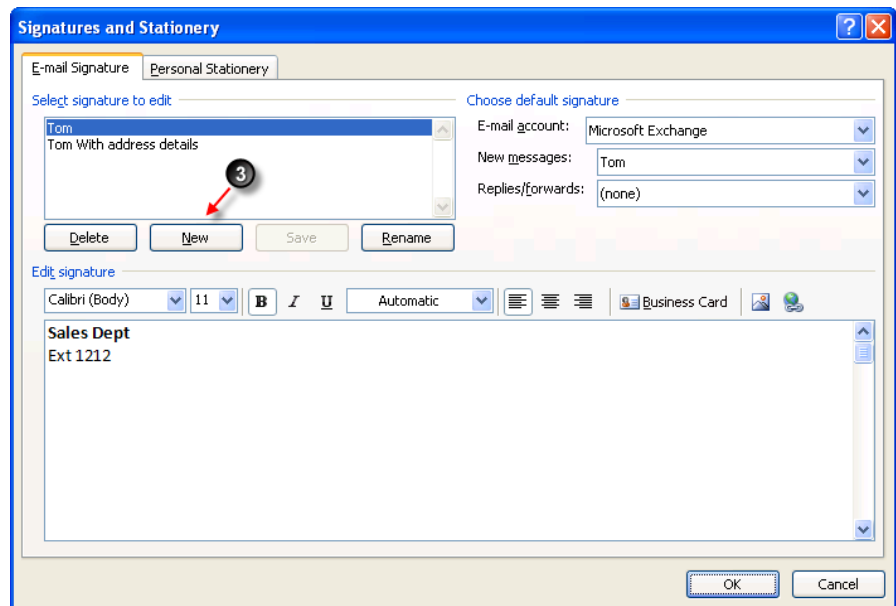 Signatures and Stationery
E-mail Signature Personal Stationery
Select signature to edit
Tom
Tom With address details
3
Delete New Save Rename
Choose default signature
E-mail account: Microsoft Exchange
New messages: Tom
Replies/forwards: (none)
Edit signature
Calibri (Body) 11 B I U Automatic Business Card
Sales Dept
Ext 1212
OK Cancel